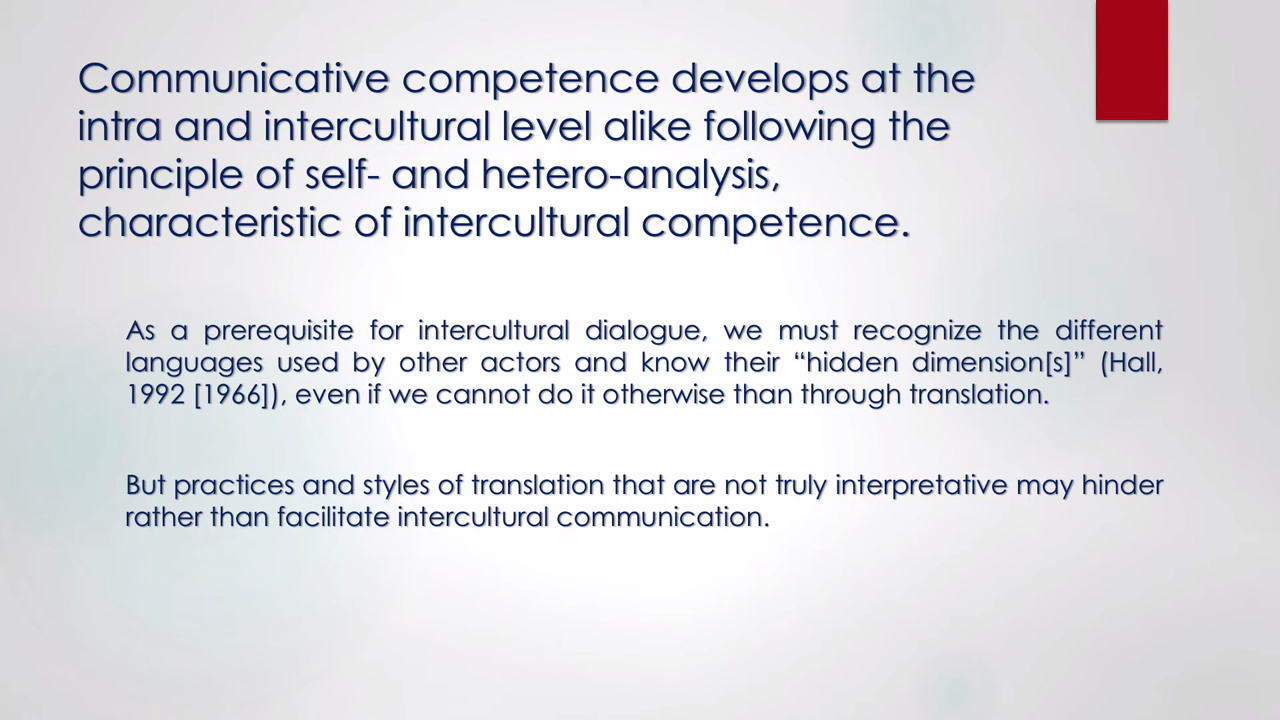 Communicative competence develops at the
intra and intercultural level alike following the
principle of self- and hetero-analysis,
characteristic of intercultural competence.
As a prerequisite for intercultural dialogue, we must recognize the different
languages used by other actors and know their “hidden dimension[s]” (Hall,
1992 [1966]), even if we cannot do it otherwise than through translation.
But practices and styles of translation that are not truly interpretative may hinder
rather than facilitate intercultural communication.